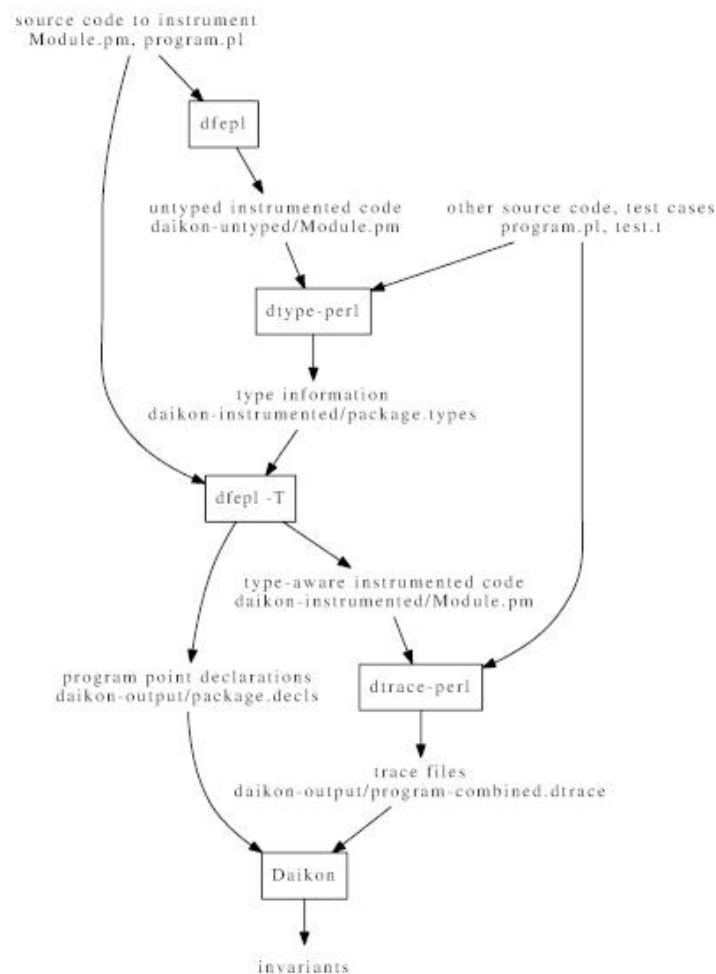 source code to instrument
Module.pm, program.pl
dfepl
untyped instrumented code
daikon-untyped/Module.pm
other source code, test cases
program.pl, test.t
dtype-perl
type information
daikon-instrumented/package.types
dfepl -T
type-aware instrumented code
daikon-instrumented/Module.pm
program point declarations
daikon-output/package.decls
dtrace-perl
trace files
daikon-output/program-combined.dtrace
Daikon
invariants